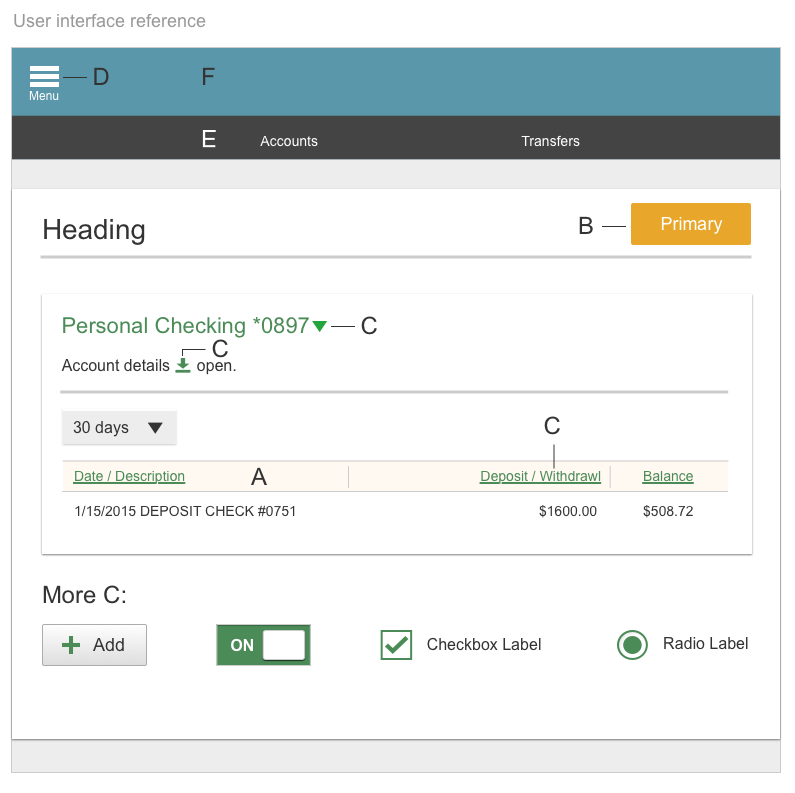 User interface reference
D F
Menu
E Accounts Transfers
Heading B Primary
Personal Checking *0897 C
C
Account details open.
30 days C
Date / Description A Deposit / Withdrawl Balance
1/15/2015 DEPOSIT CHECK #0751 $1600.00 $508.72
More C:
Add ON Checkbox Label Radio Label